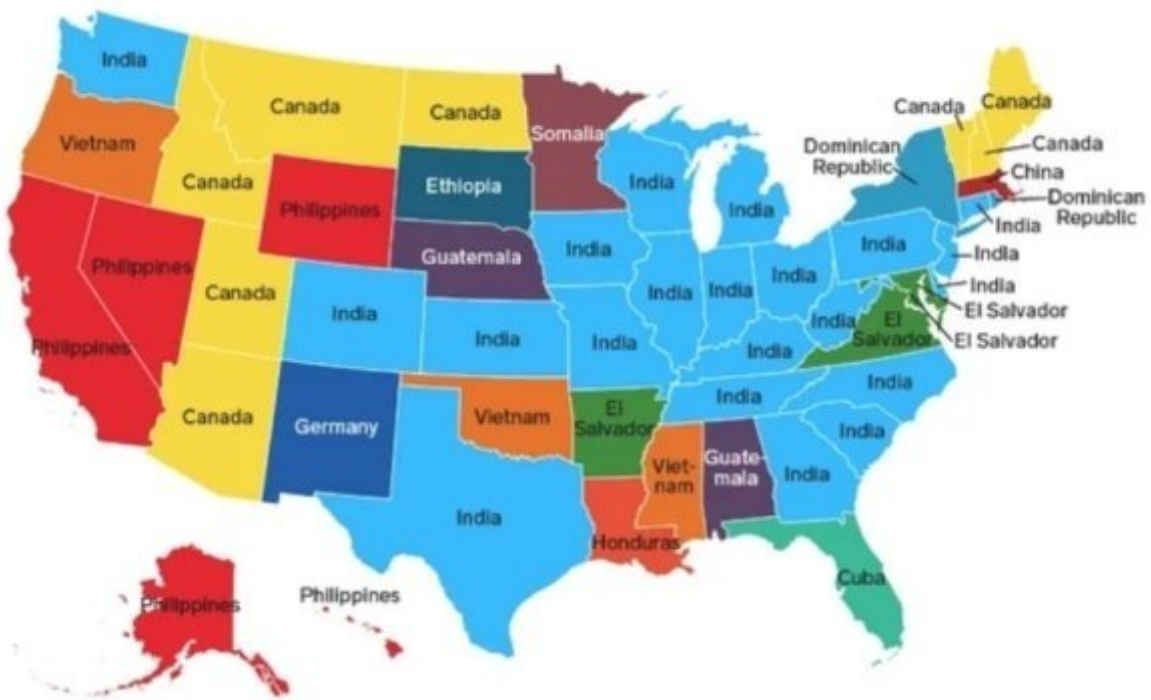 India
Canada
Canada
Canada
Canada
Somalia
Vietnam
Dominican
Republic
Canada
China
Canada
Ethiopia
India
India
Dominican
Republic
Philippines
India
Guatemala
India
India
India
Philippines
Canada
India
India
India
India
India
El Salvador
El
Salvador
India
El Salvador
India
India
India
Philippines
India
India
India
Canada
Germany
Vietnam
El
Salvador
India
Viet-
nam
Guate-
mala
India
India
Honduras
Cuba
Philippines
Philippines